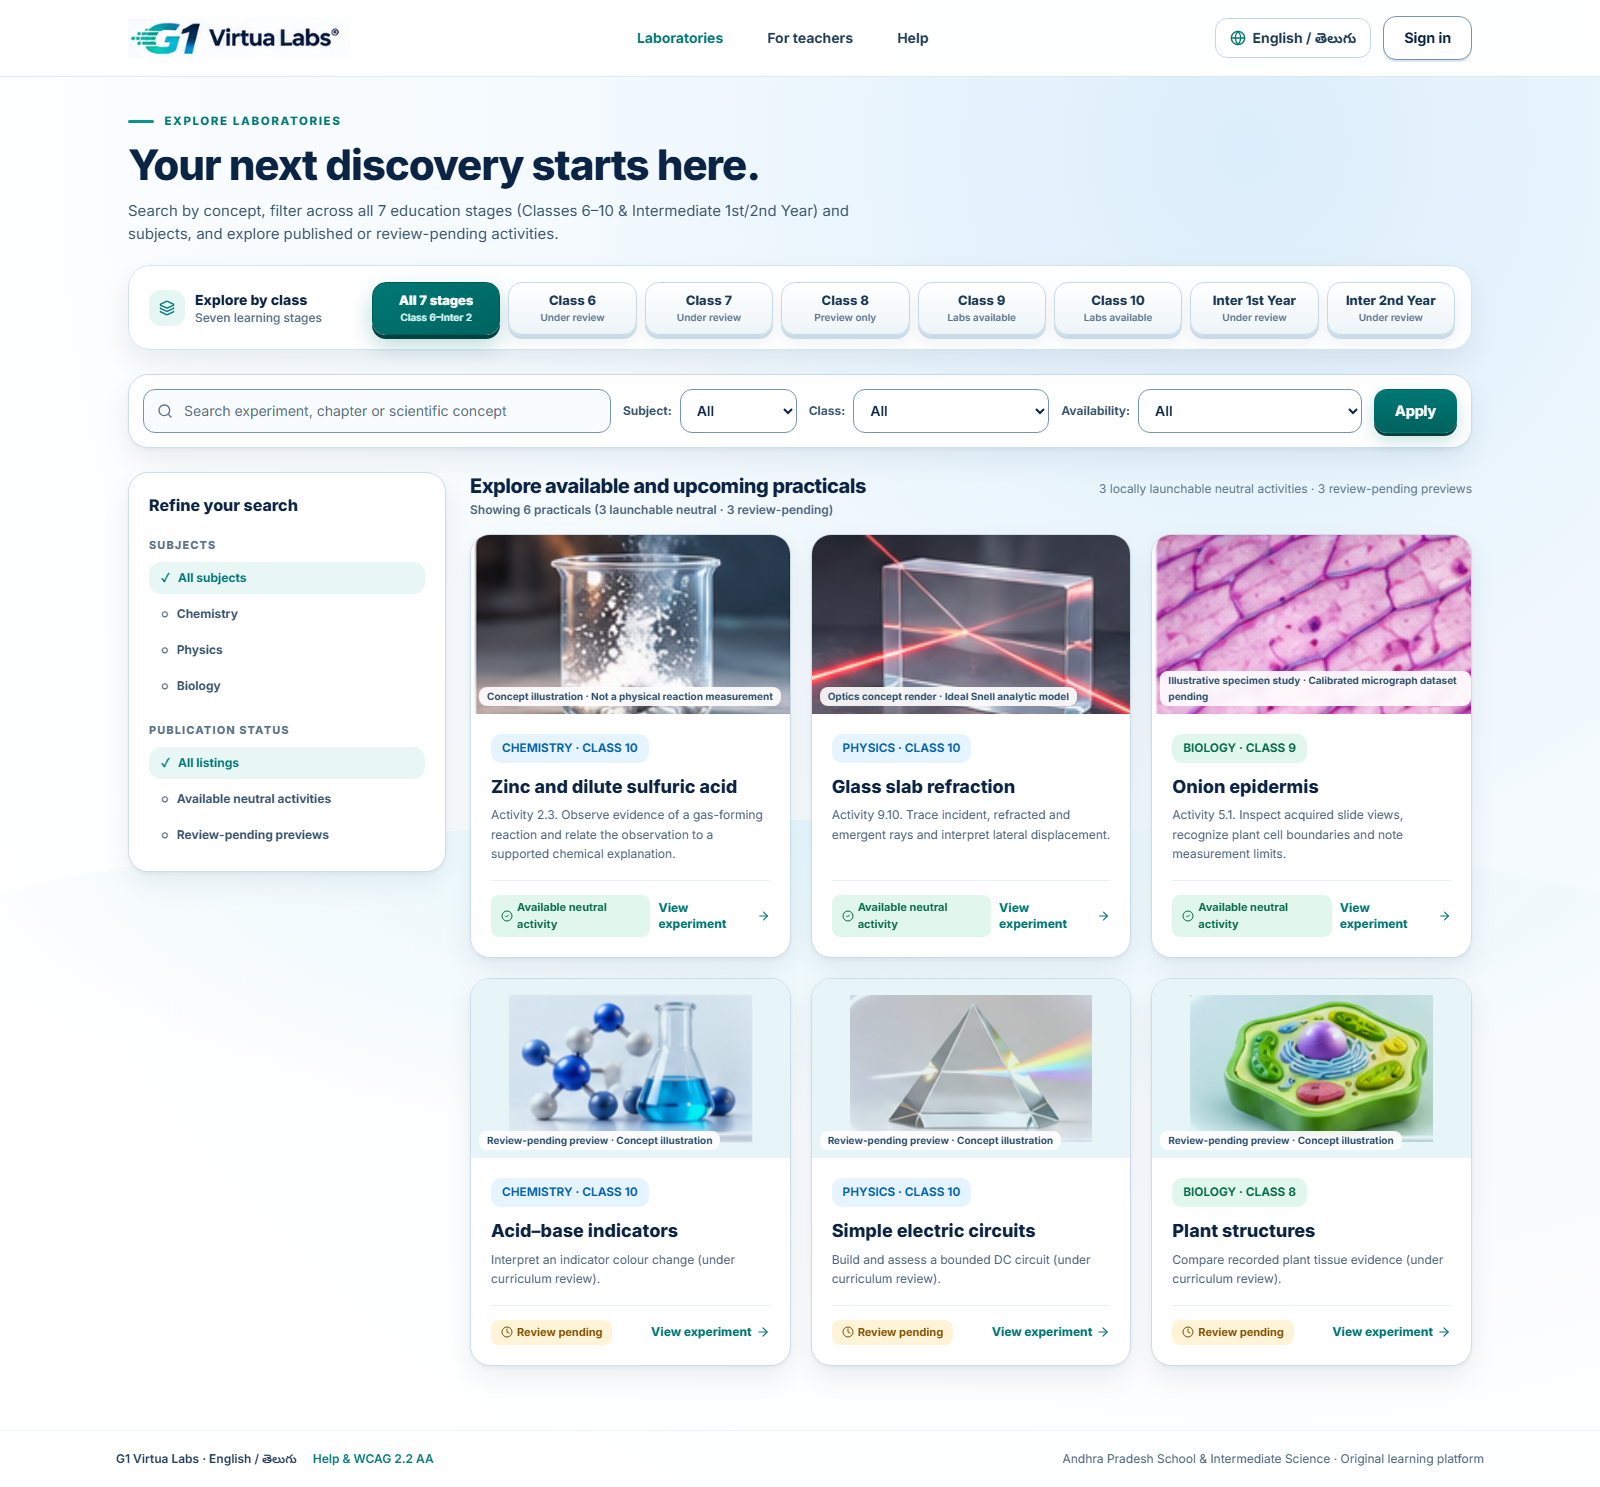 G1 Virtua Labs®
Laboratories
For teachers
Help
English / తెలుగు
Sign in
EXPLORE LABORATORIES
Your next discovery starts here.
Search by concept, filter across all 7 education stages (Classes 6–10 & Intermediate 1st/2nd Year) and
subjects, and explore published or review-pending activities.
Explore by class
Seven learning stages
All 7 stages
Class 6–Inter 2
Class 6
Under review
Class 7
Under review
Class 8
Preview only
Class 9
Labs available
Class 10
Labs available
Inter 1st Year
Under review
Inter 2nd Year
Under review
Search experiment, chapter or scientific concept
Subject:
All
Class:
All
Availability:
All
Apply
Refine your search
SUBJECTS
✓ All subjects
Chemistry
Physics
Biology
PUBLICATION STATUS
✓ All listings
Available neutral activities
Review-pending previews
Explore available and upcoming practicals
Showing 6 practicals (3 launchable neutral · 3 review-pending)
3 locally launchable neutral activities · 3 review-pending previews
Concept illustration · Not a physical reaction measurement
CHEMISTRY · CLASS 10
Zinc and dilute sulfuric acid
Activity 2.3. Observe evidence of a gas-forming
reaction and relate the observation to a
supported chemical explanation.
Available neutral
activity
View
experiment
Optics concept render · Ideal Snell analytic model
PHYSICS · CLASS 10
Glass slab refraction
Activity 9.10. Trace incident, refracted and
emergent rays and interpret lateral displacement.
Available neutral
activity
View
experiment
Illustrative specimen study · Calibrated micrograph dataset
pending
BIOLOGY · CLASS 9
Onion epidermis
Activity 5.1. Inspect acquired slide views,
recognize plant cell boundaries and note
measurement limits.
Available neutral
activity
View
experiment
Review-pending preview · Concept illustration
CHEMISTRY · CLASS 10
Acid–base indicators
Interpret an indicator colour change (under
curriculum review).
Review pending
View experiment
Review-pending preview · Concept illustration
PHYSICS · CLASS 10
Simple electric circuits
Build and assess a bounded DC circuit (under
curriculum review).
Review pending
View experiment
Review-pending preview · Concept illustration
BIOLOGY · CLASS 8
Plant structures
Compare recorded plant tissue evidence (under
curriculum review).
Review pending
View experiment
G1 Virtua Labs · English / తెలుగు
Help & WCAG 2.2 AA
Andhra Pradesh School & Intermediate Science · Original learning platform